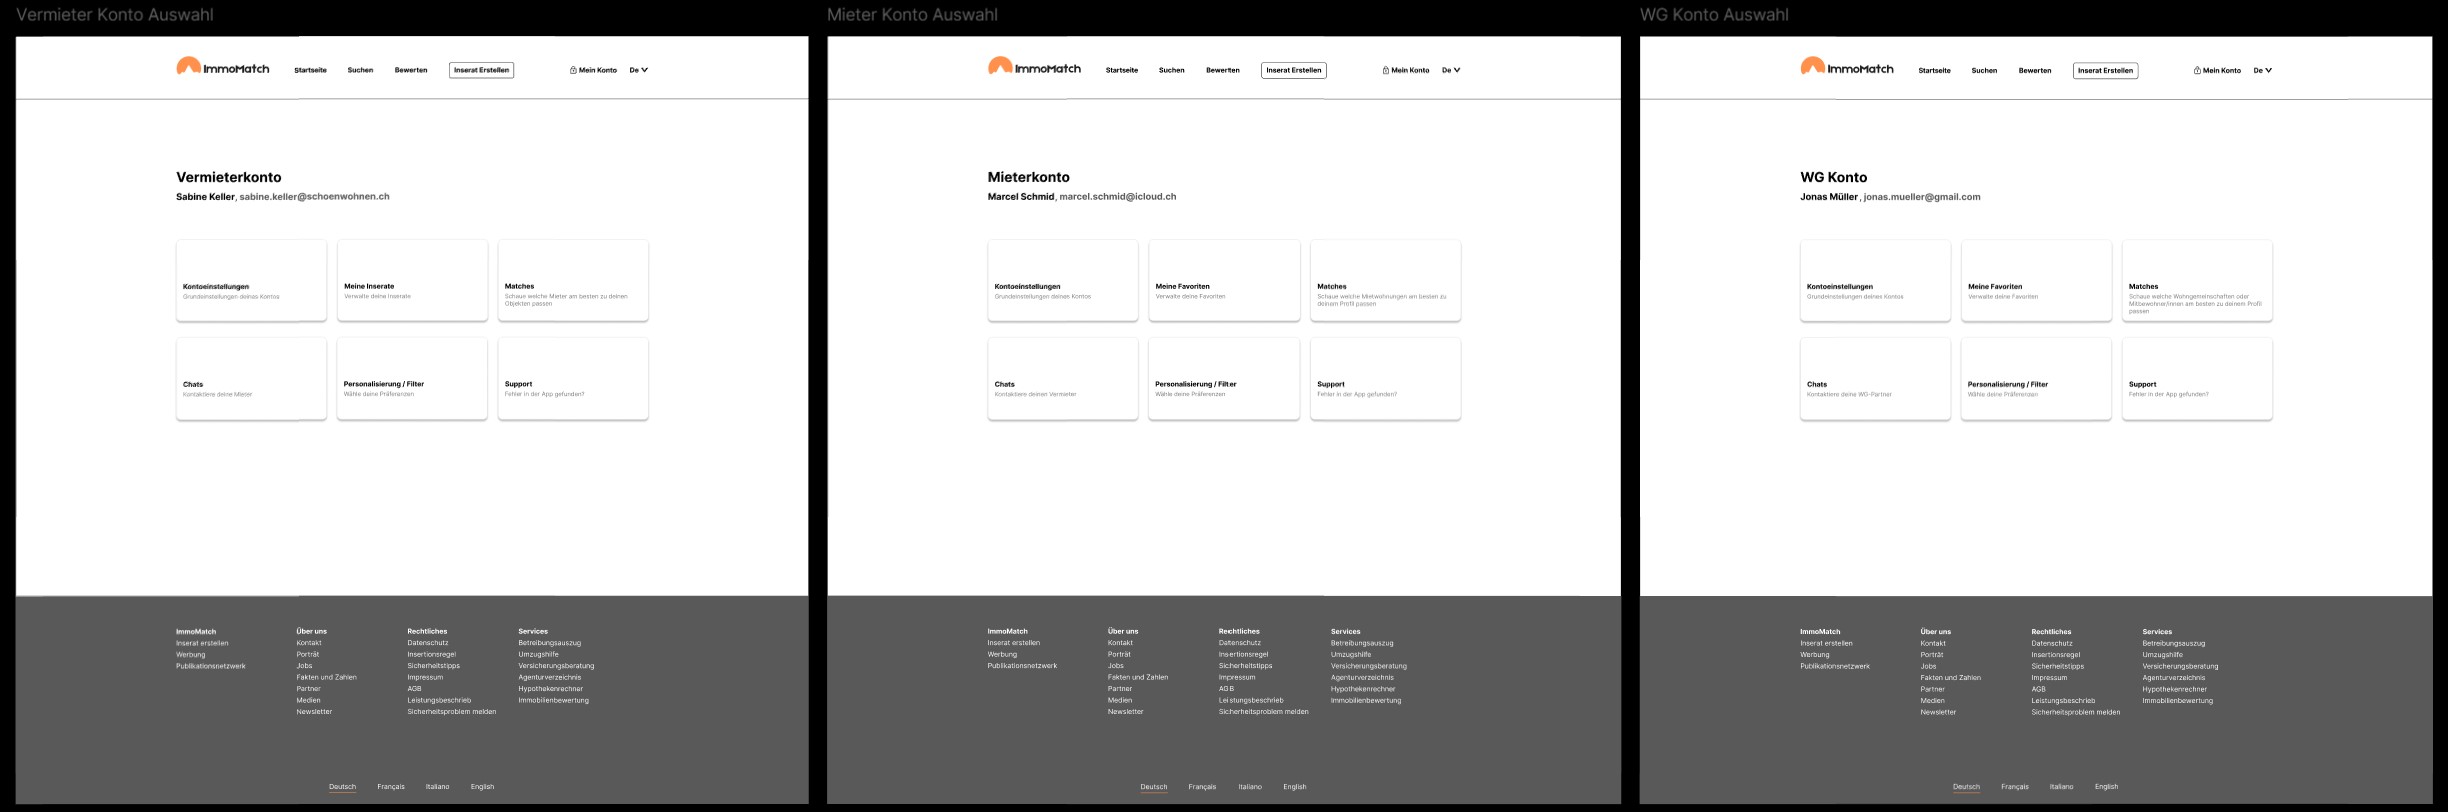 Vermieter Konto Auswahl
ImmoMatch
Startseite
Suchen
Bewerten
Inserat Erstellen
Mein Konto
De
Vermieterkonto
Sabine Keller, sabine.keller@schoenwohnen.ch
Kontoeinstellungen
Grundeinstellungen deines Kontos
Meine Inserate
Verwalte deine Inserate
Matches
Schaue welche Mieter am besten zu deinen
Objekten passen
Chats
Kontaktiere deine Mieter
Personalisierung / Filter
Wähle deine Präferenzen
Support
Fehler in der App gefunden?
ImmoMatch
Inserat erstellen
Werbung
Publikationsnetzwerk
Über uns
Kontakt
Porträt
Jobs
Fakten und Zahlen
Partner
Medien
Newsletter
Rechtliches
Datenschutz
Insertionsregel
Sicherheitstipps
Impressum
AGB
Leistungsbeschrieb
Sicherheitsproblem melden
Services
Betreibungsauszug
Umzugshilfe
Versicherungsberatung
Agenturverzeichnis
Hypothekenrechner
Immobilienbewertung
Deutsch
Français
Italiano
English
Mieter Konto Auswahl
ImmoMatch
Startseite
Suchen
Bewerten
Inserat Erstellen
Mein Konto
De
Mieterkonto
Marcel Schmid, marcel.schmid@icloud.ch
Kontoeinstellungen
Grundeinstellungen deines Kontos
Meine Favoriten
Verwalte deine Favoriten
Matches
Schaue welche Mietwohnungen am besten zu
deinem Profil passen
Chats
Kontaktiere deinen Vermieter
Personalisierung / Filter
Wähle deine Präferenzen
Support
Fehler in der App gefunden?
ImmoMatch
Inserat erstellen
Werbung
Publikationsnetzwerk
Über uns
Kontakt
Porträt
Jobs
Fakten und Zahlen
Partner
Medien
Newsletter
Rechtliches
Datenschutz
Insertionsregel
Sicherheitstipps
Impressum
AGB
Leistungsbeschrieb
Sicherheitsproblem melden
Services
Betreibungsauszug
Umzugshilfe
Versicherungsberatung
Agenturverzeichnis
Hypothekenrechner
Immobilienbewertung
Deutsch
Français
Italiano
English
WG Konto Auswahl
ImmoMatch
Startseite
Suchen
Bewerten
Inserat Erstellen
Mein Konto
De
WG Konto
Jonas Müller, jonas.mueller@gmail.com
Kontoeinstellungen
Grundeinstellungen deines Kontos
Meine Favoriten
Verwalte deine Favoriten
Matches
Schaue welche Wohngemeinschaften oder
Mitbewohner/innen am besten zu deinem Profil
passen
Chats
Kontaktiere deine WG-Partner
Personalisierung / Filter
Wähle deine Präferenzen
Support
Fehler in der App gefunden?
ImmoMatch
Inserat erstellen
Werbung
Publikationsnetzwerk
Über uns
Kontakt
Porträt
Jobs
Fakten und Zahlen
Partner
Medien
Newsletter
Rechtliches
Datenschutz
Insertionsregel
Sicherheitstipps
Impressum
AGB
Leistungsbeschrieb
Sicherheitsproblem melden
Services
Betreibungsauszug
Umzugshilfe
Versicherungsberatung
Agenturverzeichnis
Hypothekenrechner
Immobilienbewertung
Deutsch
Français
Italiano
English